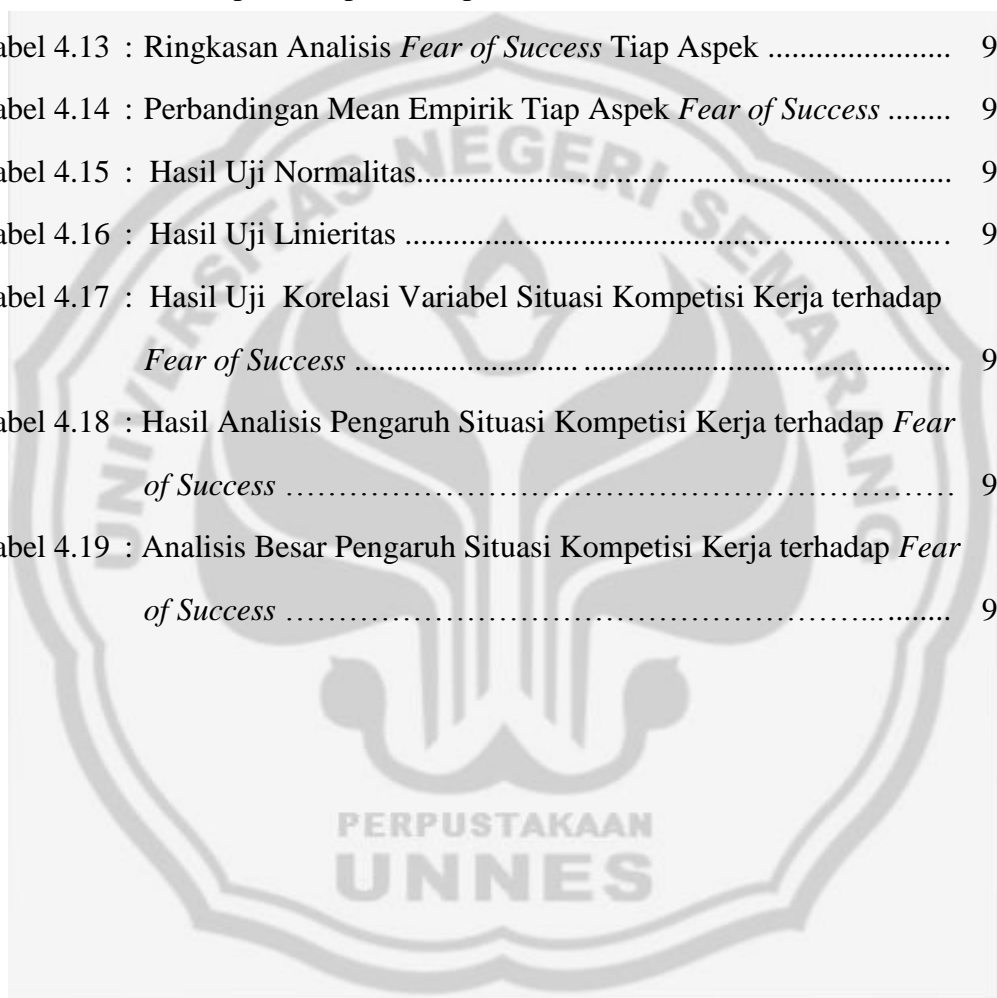 abel 4.13 : Ringkasan Analisis Fear of Success Tiap Aspek ....................... 9
abel 4.14 : Perbandingan Mean Empirik Tiap Aspek Fear of Success ........ 9
abel 4.15 : Hasil Uji Normalitas................................................................... 9
abel 4.16 : Hasil Uji Linieritas .................................................................... 9
abel 4.17 : Hasil Uji Korelasi Variabel Situasi Kompetisi Kerja terhadap
Fear of Success ............................ .............................................. 9
abel 4.18 : Hasil Analisis Pengaruh Situasi Kompetisi Kerja terhadap Fear
of Success ………………………………………………………… 9
abel 4.19 : Analisis Besar Pengaruh Situasi Kompetisi Kerja terhadap Fear
of Success ………………………………………………........... 9
UNIVERSITAS NEGERI SEMARANG
PERPUSTAKAAN
UNNES